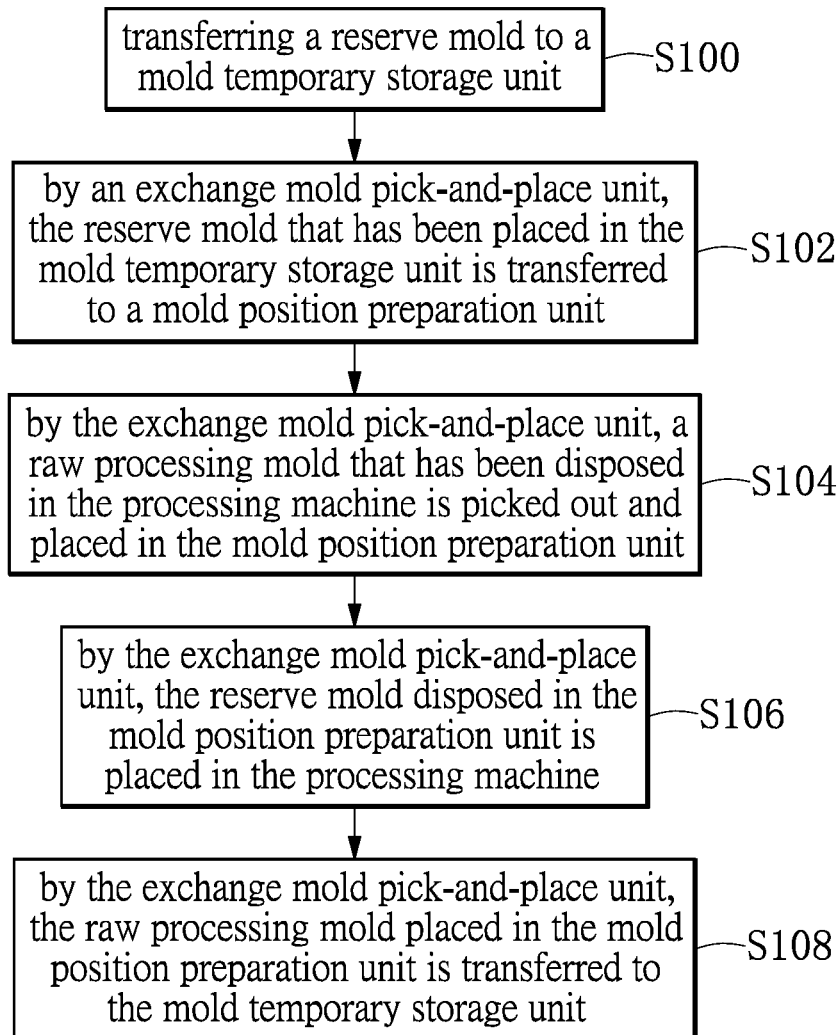 transferring a reserve mold to a
mold temporary storage unit
S100
by an exchange mold pick-and-place unit,
the reserve mold that has been placed in the
mold temporary storage unit is transferred
to a mold position preparation unit
S102
by the exchange mold pick-and-place unit, a
raw processing mold that has been disposed
in the processing machine is picked out and
placed in the mold position preparation unit
S104
by the exchange mold pick-and-place
unit, the reserve mold disposed in the
mold position preparation unit is
placed in the processing machine
S106
by the exchange mold pick-and-place unit,
the raw processing mold placed in the mold
position preparation unit is transferred to
the mold temporary storage unit
S108